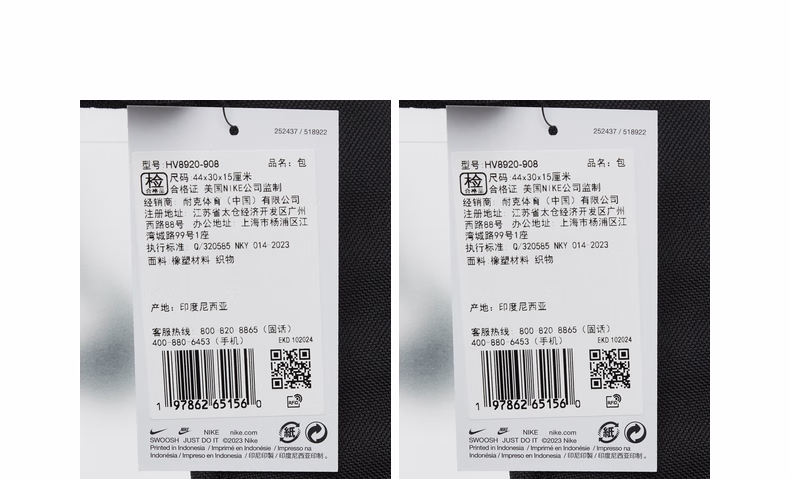 252437 / 518922
型号: HV8920-908 品名: 包
检 合格品
尺码: 44x30x15厘米
合格证: 美国NIKE公司监制
经销商: 耐克体育(中国)有限公司
注册地址: 江苏省太仓经济开发区广州
西路88号 办公地址: 上海市杨浦区江
湾城路99号1座
执行标准: Q/320585 NKY 014-2023
面料: 橡塑材料 织物
产地: 印度尼西亚
客服热线: 800 820 8865 (固话)
400-880-6453 (手机)
EKD 102024
1 97862 65156 0
RFID
NIKE nike.com
SWOOSH JUST DO IT ©2023 Nike
Printed in Indonesia / Imprimé en Indonésie / Impresso na
Indonésia / Dicetak di Indonesia / 印尼印製 / 印度尼西亚印制。
紙
252437 / 518922
型号: HV8920-908 品名: 包
检 合格品
尺码: 44x30x15厘米
合格证: 美国NIKE公司监制
经销商: 耐克体育(中国)有限公司
注册地址: 江苏省太仓经济开发区广州
西路88号 办公地址: 上海市杨浦区江
湾城路99号1座
执行标准: Q/320585 NKY 014-2023
面料: 橡塑材料 织物
产地: 印度尼西亚
客服热线: 800 820 8865 (固话)
400-880-6453 (手机)
EKD 102024
1 97862 65156 0
RFID
NIKE nike.com
SWOOSH JUST DO IT ©2023 Nike
Printed in Indonesia / Imprimé en Indonésie / Impresso na
Indonésia / Dicetak di Indonesia / 印尼印製 / 印度尼西亚印制。
紙